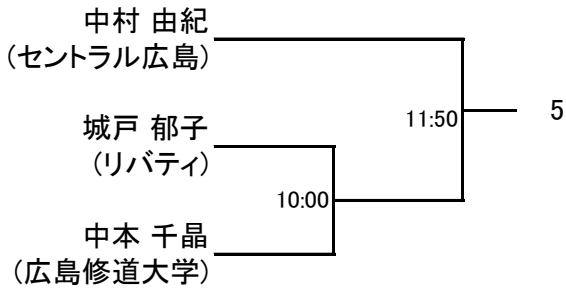 中村 由紀
(セントラル広島)
11:50
5
城戸 郁子
(リバティ)
10:00
中本 千晶
(広島修道大学)